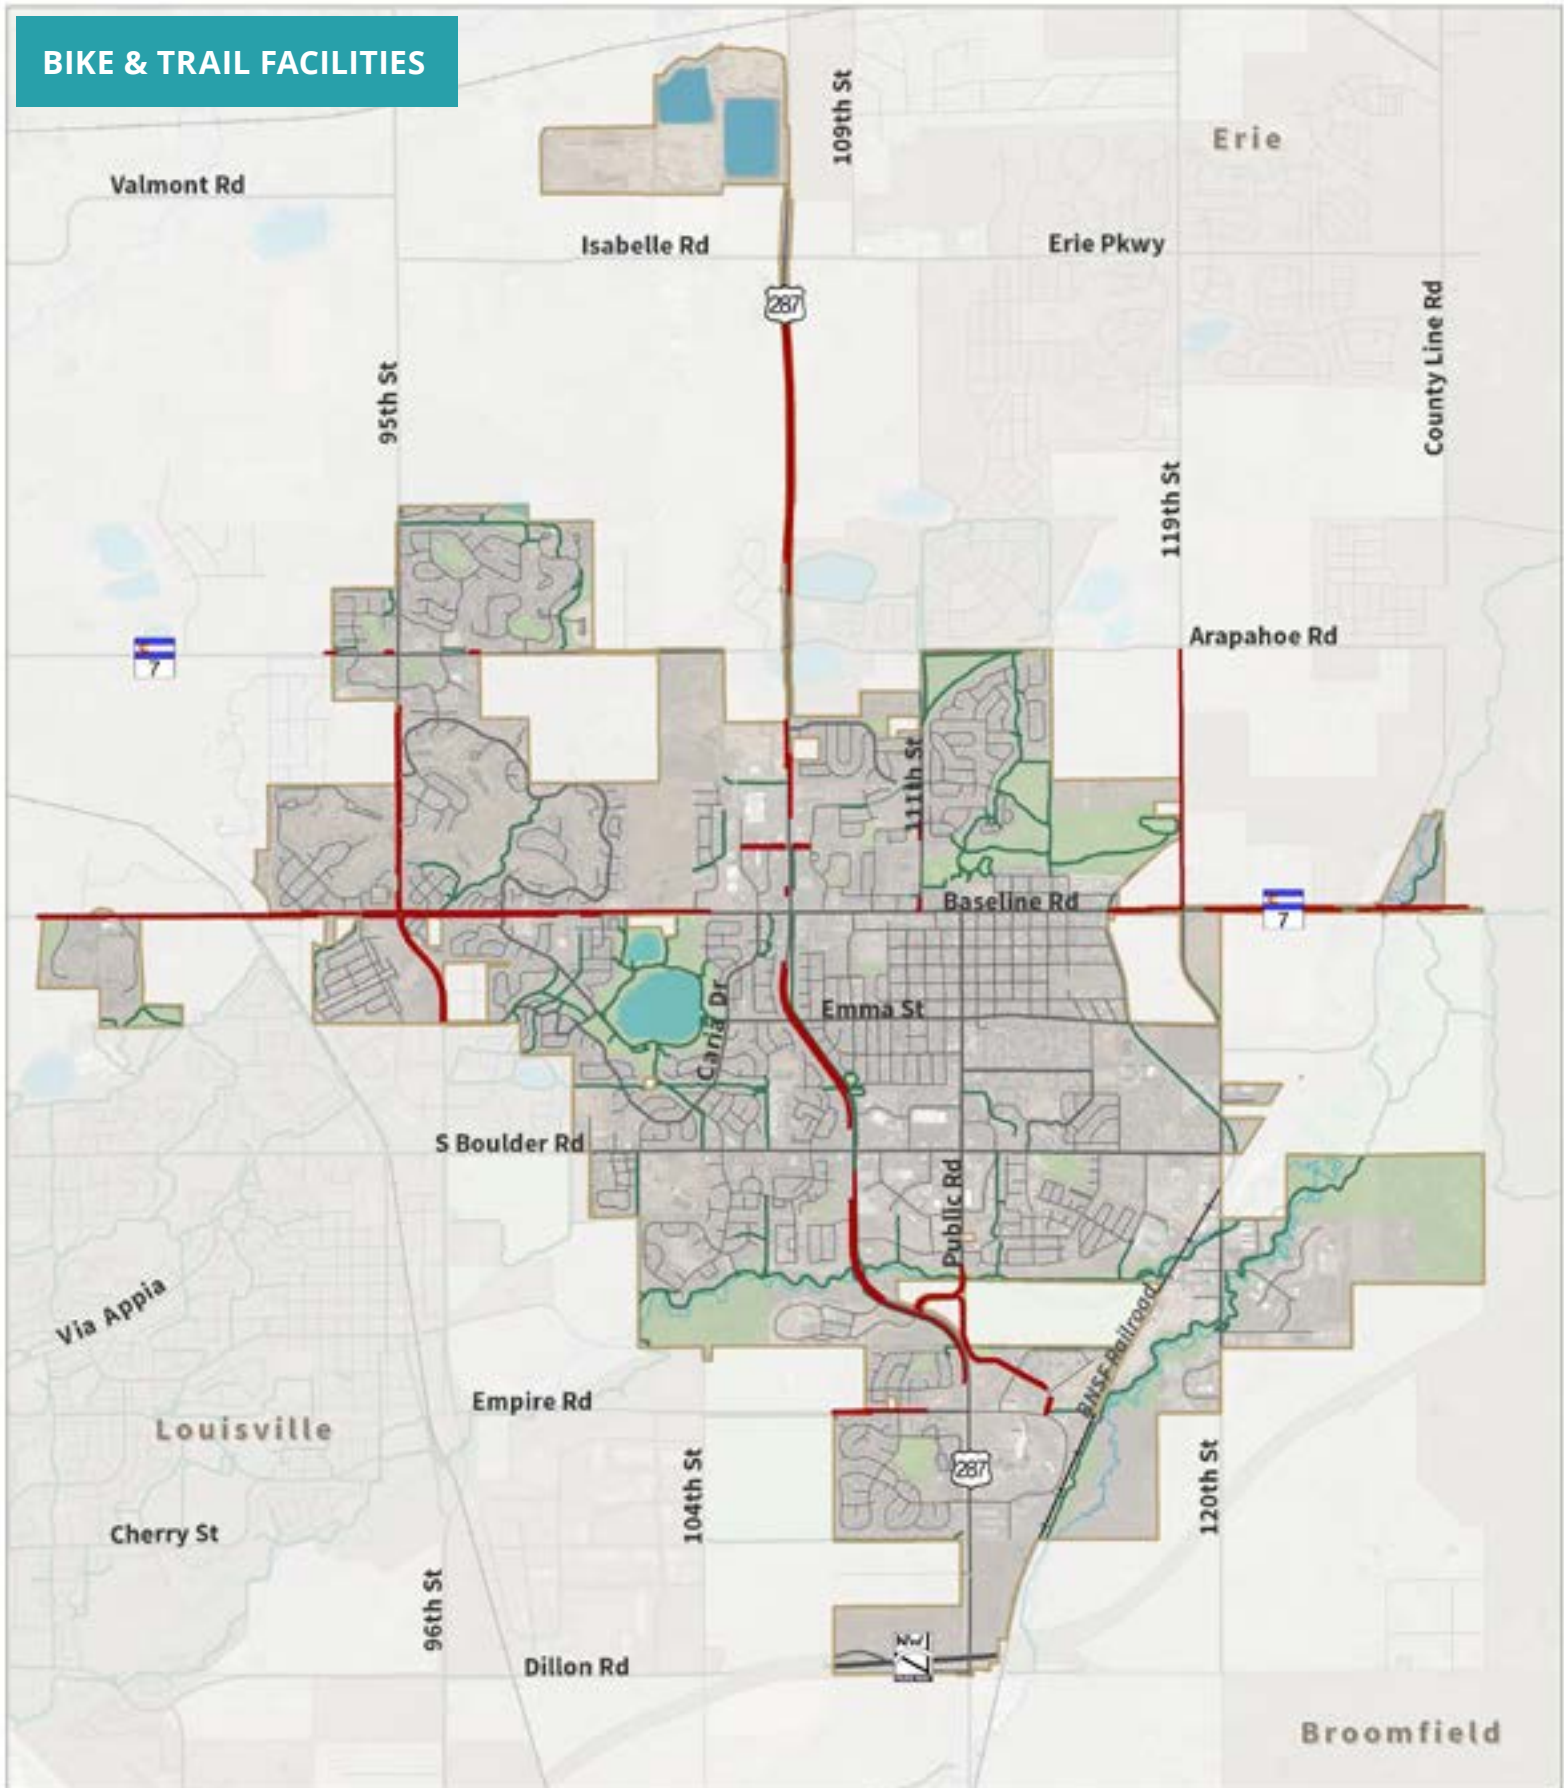 BIKE & TRAIL FACILITIES
109th St
Erie
Valmont Rd
Isabelle Rd
Erie Pkwy
287
County Line Rd
95th St
119th St
Arapahoe Rd
7
111th St
Baseline Rd
7
Emma St
Caria Dr
S Boulder Rd
Public Rd
Via Appia
BNSF Railroad
Empire Rd
Louisville
287
104th St
120th St
Cherry St
96th St
Dillon Rd
Broomfield